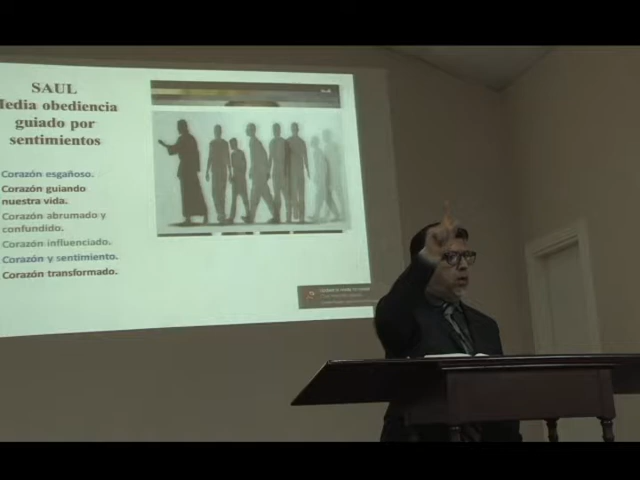 SAUL
Media obediencia
guiado por
sentimientos
Corazón esgañoso.
Corazón guiando
nuestra vida.
Corazón abrumado y
confundido.
Corazón influenciado.
Corazón y sentimiento.
Corazón transformado.